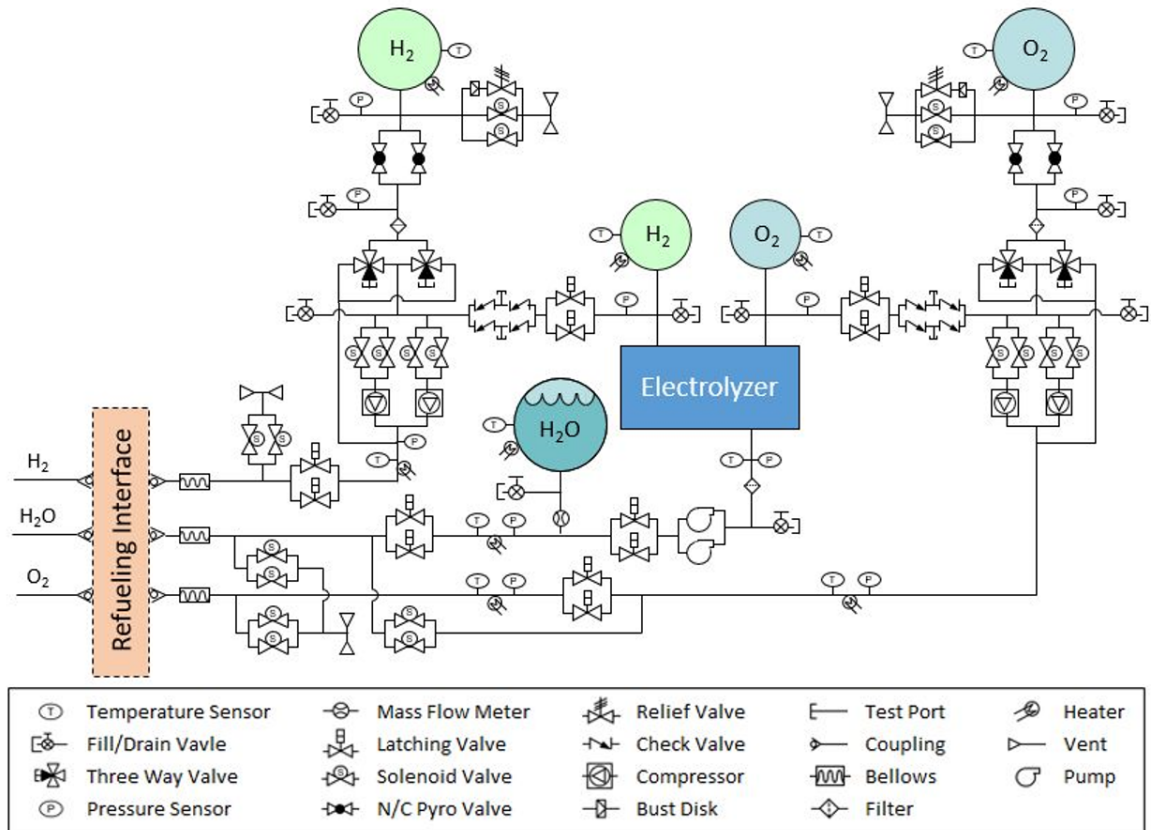 H₂ T
T O₂
P
S
S
P
S
S
P
P
T H₂
O₂ T
P
P
S S S S
S S S S
Electrolyzer
T H₂O
S S
P
T
T P
Refueling Interface
H₂
H₂O
O₂
T P
S
S
T P
T P
S S
S S
T Temperature Sensor
Mass Flow Meter
Relief Valve
Test Port
Heater
Fill/Drain Vavle
Latching Valve
Check Valve
Coupling
Vent
Three Way Valve
S Solenoid Valve
Compressor
Bellows
Pump
P Pressure Sensor
N/C Pyro Valve
Bust Disk
Filter